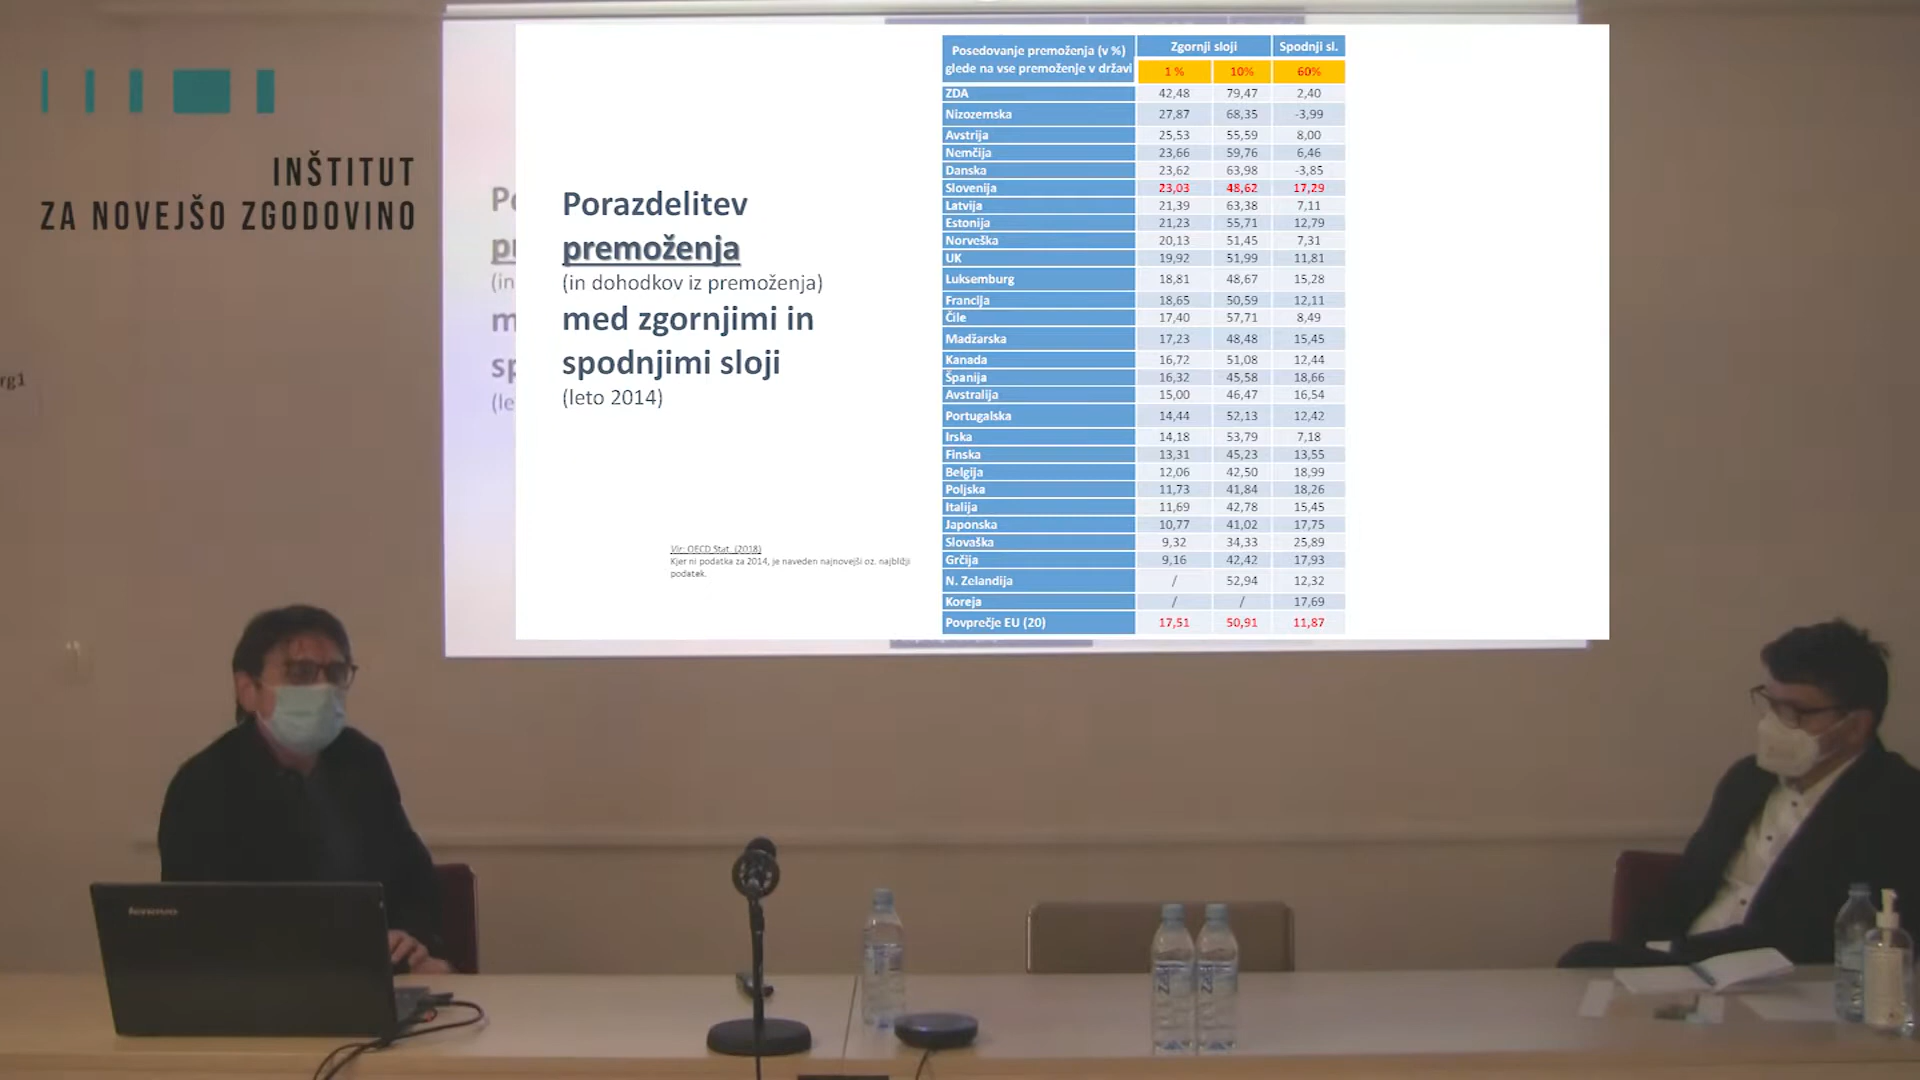 INŠTITUT
ZA NOVEJŠO ZGODOVINO
rg1
Porazdelitev
premoženja
(in dohodkov iz premoženja)
med zgornjimi in
spodnjimi sloji
(leto 2014)
Vir: OECD Stat. (2018)
Kjer ni podatka za 2014, je naveden najnovejši oz. najbližji
podatek.
Posedovanje premoženja (v %) Zgornji sloji Spodnji sl.
glede na vse premoženje v državi 1 % 10% 60%
ZDA 42,48 79,47 2,40
Nizozemska 27,87 68,35 -3,99
Avstrija 25,53 55,59 8,00
Nemčija 23,66 59,76 6,46
Danska 23,62 63,98 -3,85
Slovenija 23,03 48,62 17,29
Latvija 21,39 63,38 7,11
Estonija 21,23 55,71 12,79
Norveška 20,13 51,45 7,31
UK 19,92 51,99 11,81
Luksemburg 18,81 48,67 15,28
Francija 18,65 50,59 12,11
Čile 17,40 57,71 8,49
Madžarska 17,23 48,48 15,45
Kanada 16,72 51,08 12,44
Španija 16,32 45,58 18,66
Avstralija 15,00 46,47 16,54
Portugalska 14,44 52,13 12,42
Irska 14,18 53,79 7,18
Finska 13,31 45,23 13,55
Belgija 12,06 42,50 18,99
Poljska 11,73 41,84 18,26
Italija 11,69 42,78 15,45
Japonska 10,77 41,02 17,75
Slovaška 9,32 34,33 25,89
Grčija 9,16 42,42 17,93
N. Zelandija / 52,94 12,32
Koreja / / 17,69
Povprečje EU (20) 17,51 50,91 11,87
lenovo